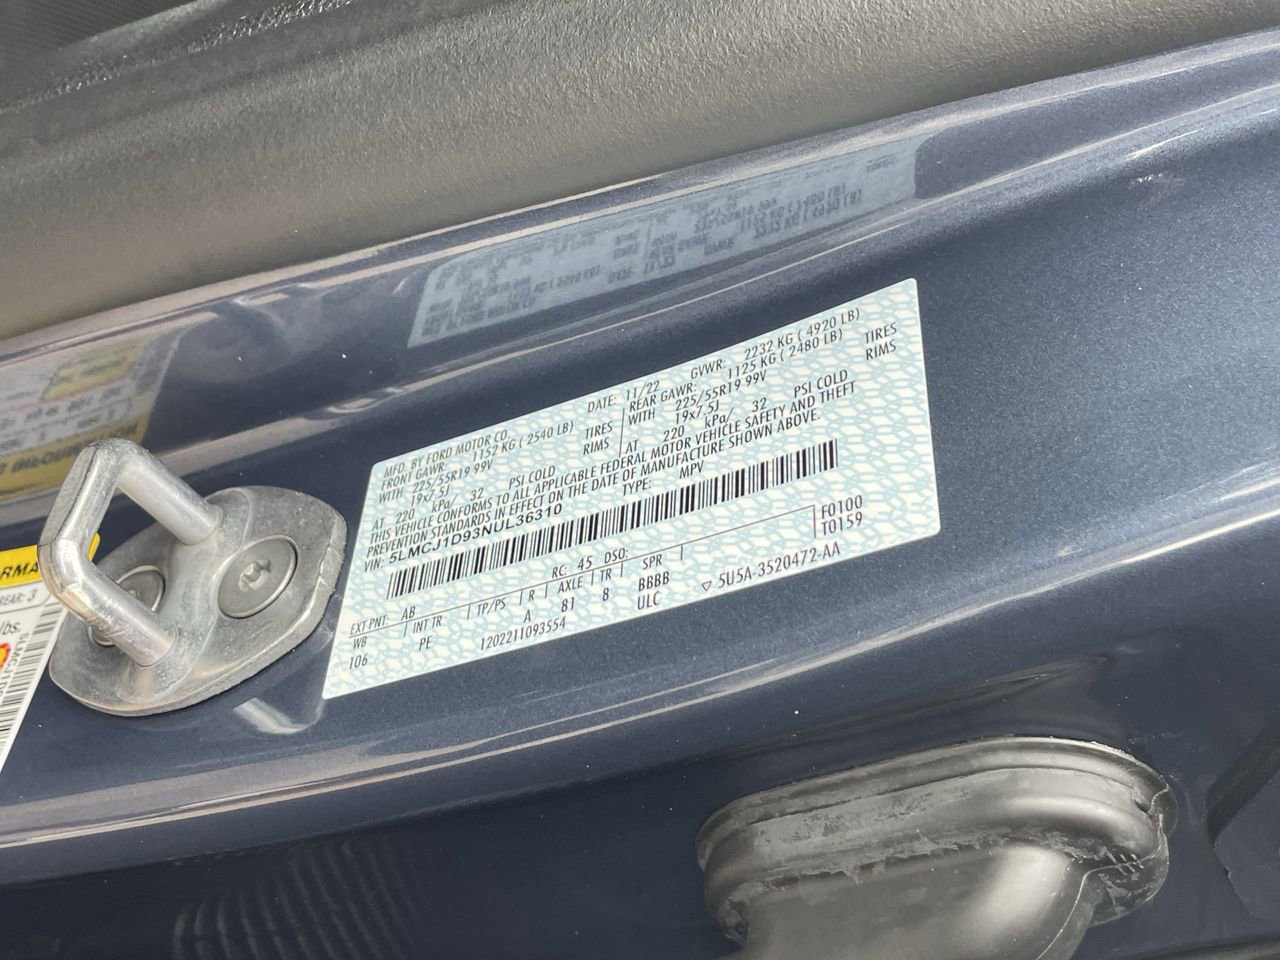 MFD. BY FORD MOTOR CO.
DATE: 11/22 GVWR: 2232 KG ( 4920 LB)
FRONT GAWR: 1152 KG ( 2540 LB) REAR GAWR: 1125 KG ( 2480 LB)
WITH 225/55R19 99V TIRES WITH 225/55R19 99V TIRES
19x7.5J RIMS 19x7.5J RIMS
AT 220 kPa/ 32 PSI COLD AT 220 kPa/ 32 PSI COLD
THIS VEHICLE CONFORMS TO ALL APPLICABLE FEDERAL MOTOR VEHICLE SAFETY AND THEFT
PREVENTION STANDARDS IN EFFECT ON THE DATE OF MANUFACTURE SHOWN ABOVE.
VIN: 5LMCJ1D93NUL36310 TYPE: MPV
F0100
T0159
EXT PNT: AB RC: 45 DSO:
WB INT TR. TP/PS R AXLE TR SPR
106 PE A 81 8 BBBB
ULC
1202211093554 ▽ 5U5A-3520472-AA
RMA
REAR: 3
lbs.